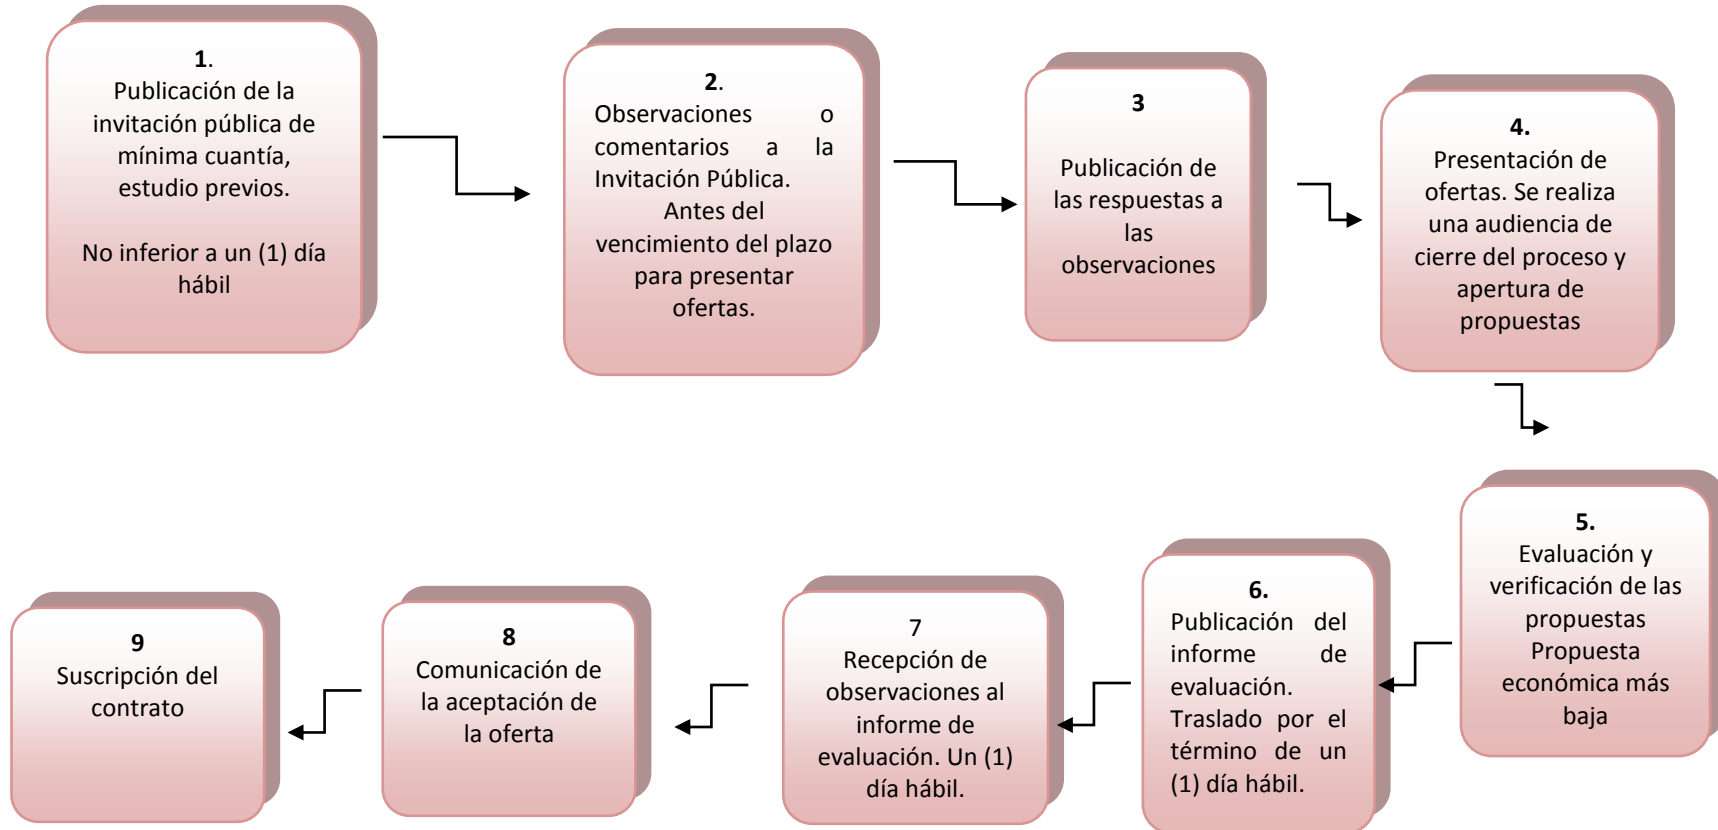 1.
Publicación de la
invitación pública de
mínima cuantía,
estudio previos.
No inferior a un (1) día
hábil
2.
Observaciones o
comentarios a la
Invitación Pública.
Antes del
vencimiento del plazo
para presentar
ofertas.
3
Publicación de
las respuestas a
las
observaciones
4.
Presentación de
ofertas. Se realiza
una audiencia de
cierre del proceso y
apertura de
propuestas
5.
Evaluación y
verificación de las
propuestas
Propuesta
económica más
baja
6.
Publicación del
informe de
evaluación.
Traslado por el
término de un
(1) día hábil.
7
Recepción de
observaciones al
informe de
evaluación. Un (1)
día hábil.
8
Comunicación de
la aceptación de
la oferta
9
Suscripción del
contrato